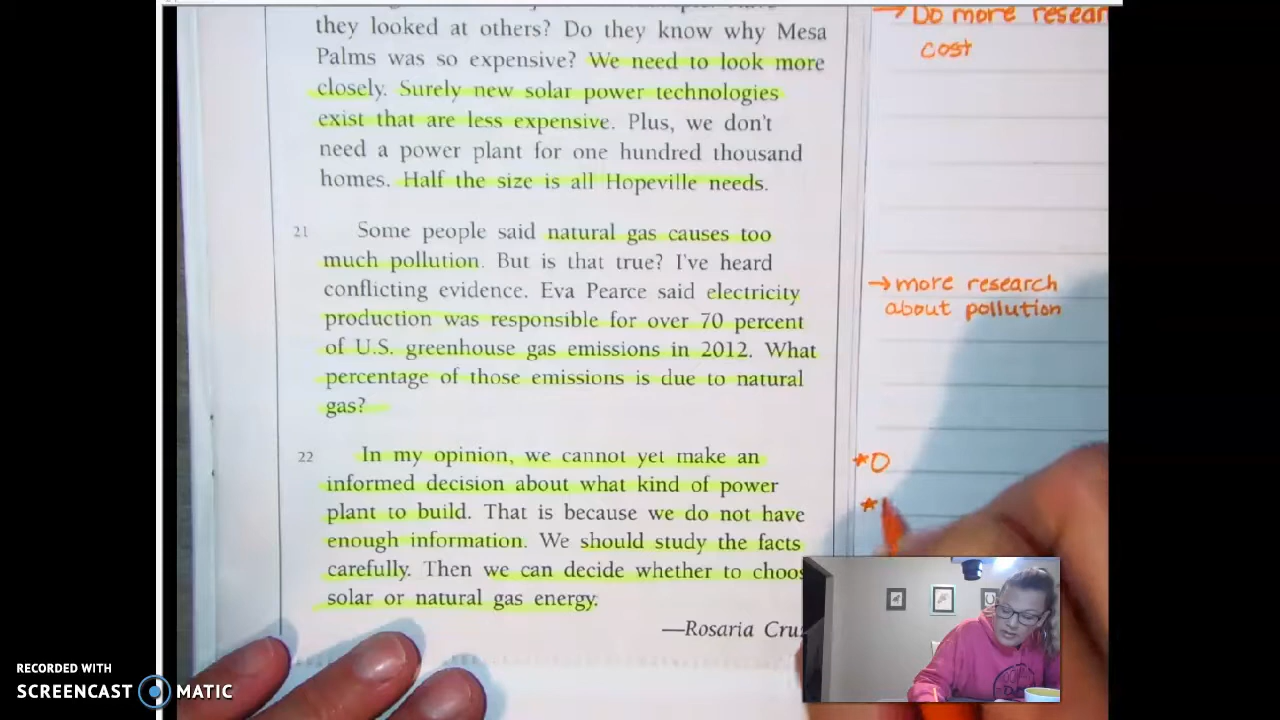 they looked at others? Do they know why Mesa
Palms was so expensive? We need to look more
closely. Surely new solar power technologies
exist that are less expensive. Plus, we don't
need a power plant for one hundred thousand
homes. Half the size is all Hopeville needs.
21 Some people said natural gas causes too
much pollution. But is that true? I've heard
conflicting evidence. Eva Pearce said electricity
production was responsible for over 70 percent
of U.S. greenhouse gas emissions in 2012. What
percentage of those emissions is due to natural
gas?
22 In my opinion, we cannot yet make an
informed decision about what kind of power
plant to build. That is because we do not have
enough information. We should study the facts
carefully. Then we can decide whether to choos
solar or natural gas energy.
—Rosaria Cru
→ Do more resear
cost
→ more research
about pollution
*O
*
RECORDED WITH
SCREENCAST MATIC